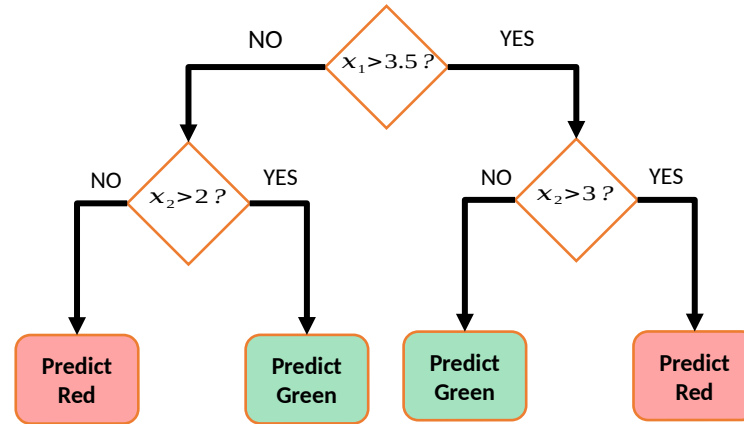 NO
YES
x₁>3.5?
NO
YES
NO
YES
x₂>2?
x₂>3?
Predict
Red
Predict
Green
Predict
Green
Predict
Red